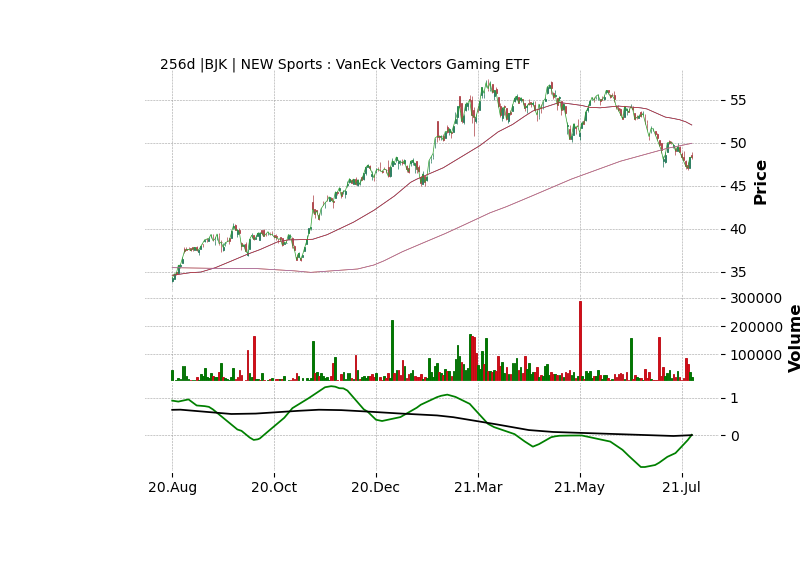 256d |BJK | NEW Sports : VanEck Vectors Gaming ETF
55
50
45
40
35
Price
300000
200000
100000
Volume
1
0
20.Aug
20.Oct
20.Dec
21.Mar
21.May
21.Jul